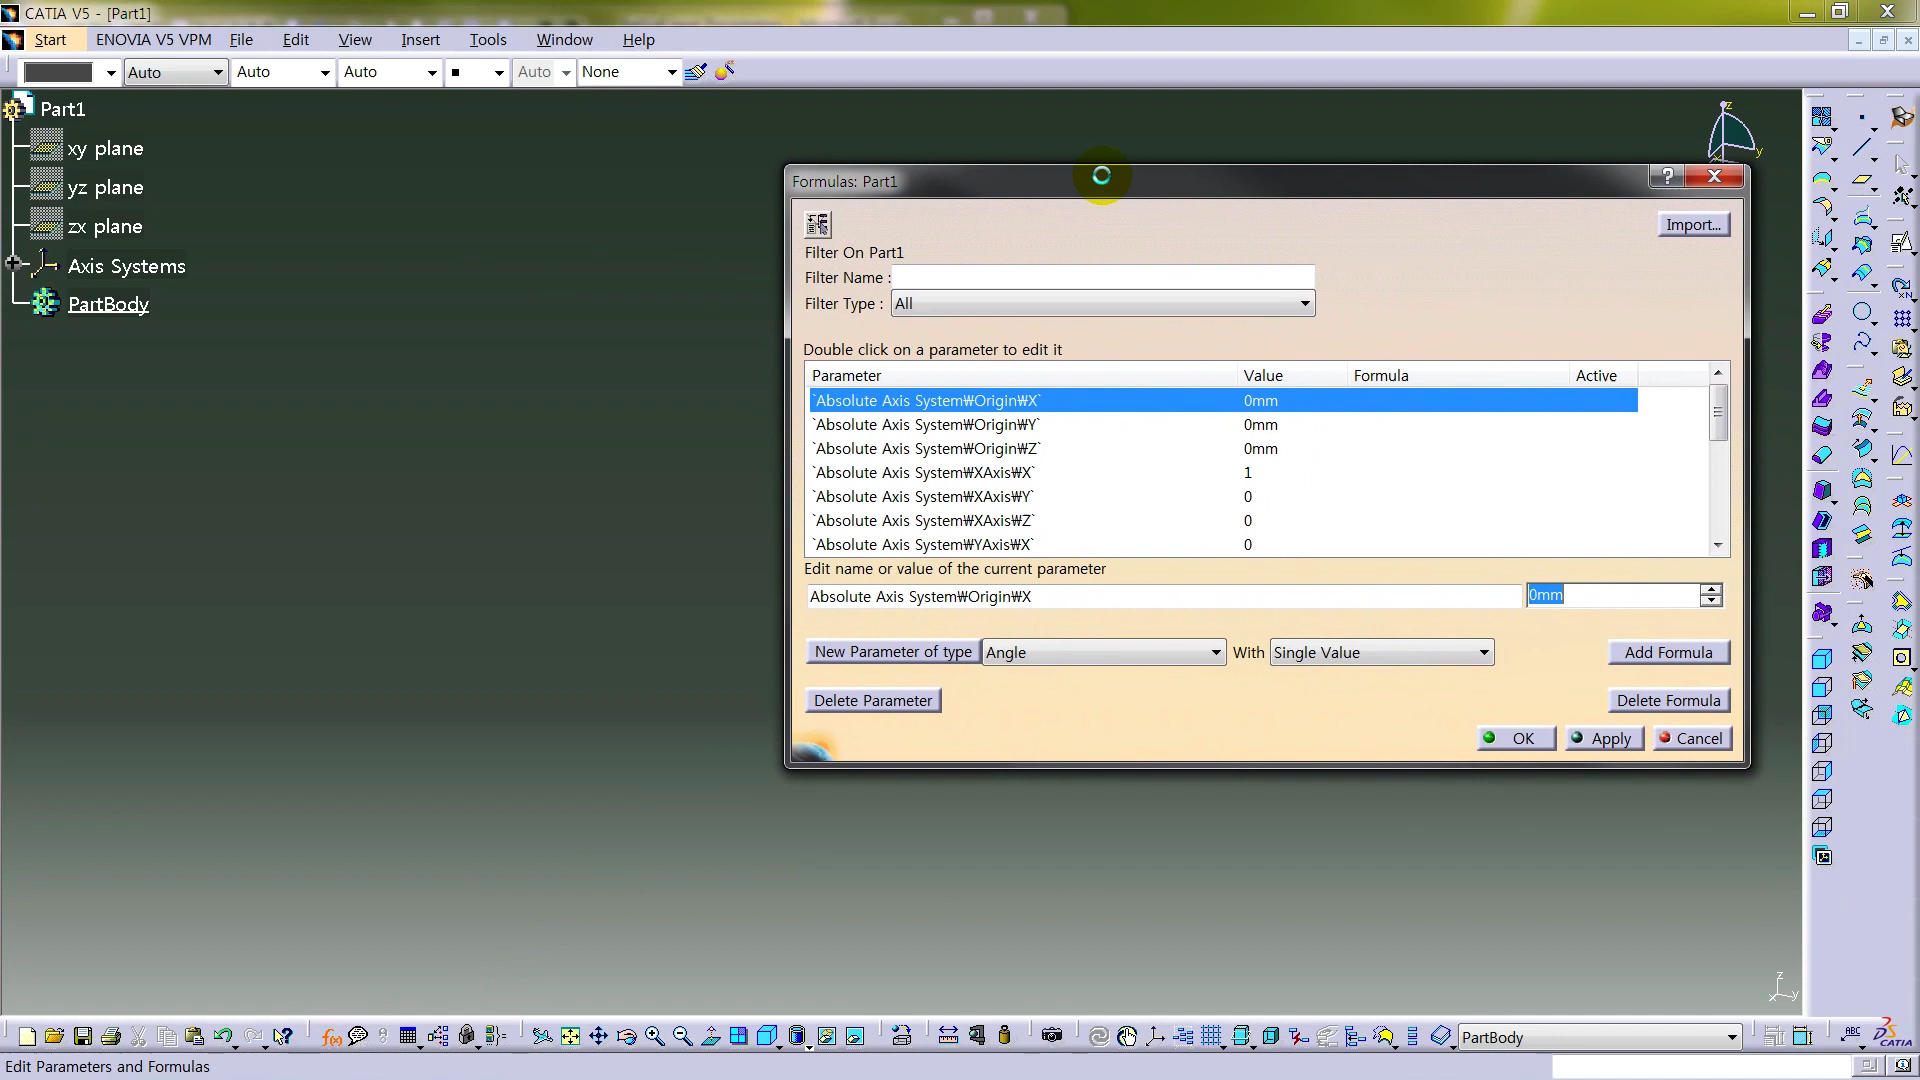 CATIA V5 - [Part1]
Start ENOVIA V5 VPM File Edit View Insert Tools Window Help
Auto Auto Auto Auto None
Part1
xy plane
yz plane
zx plane
Axis Systems
PartBody
z
y
Formulas: Part1
?
Import...
Filter On Part1
Filter Name :
Filter Type : All
Double click on a parameter to edit it
Parameter Value Formula Active
`Absolute Axis System₩Origin₩X` 0mm
`Absolute Axis System₩Origin₩Y` 0mm
`Absolute Axis System₩Origin₩Z` 0mm
`Absolute Axis System₩XAxis₩X` 1
`Absolute Axis System₩XAxis₩Y` 0
`Absolute Axis System₩XAxis₩Z` 0
`Absolute Axis System₩YAxis₩X` 0
Edit name or value of the current parameter
Absolute Axis System₩Origin₩X 0mm
New Parameter of type Angle With Single Value Add Formula
Delete Parameter Delete Formula
OK Apply Cancel
z
x y
f(x) PartBody ABC CATIA
Edit Parameters and Formulas